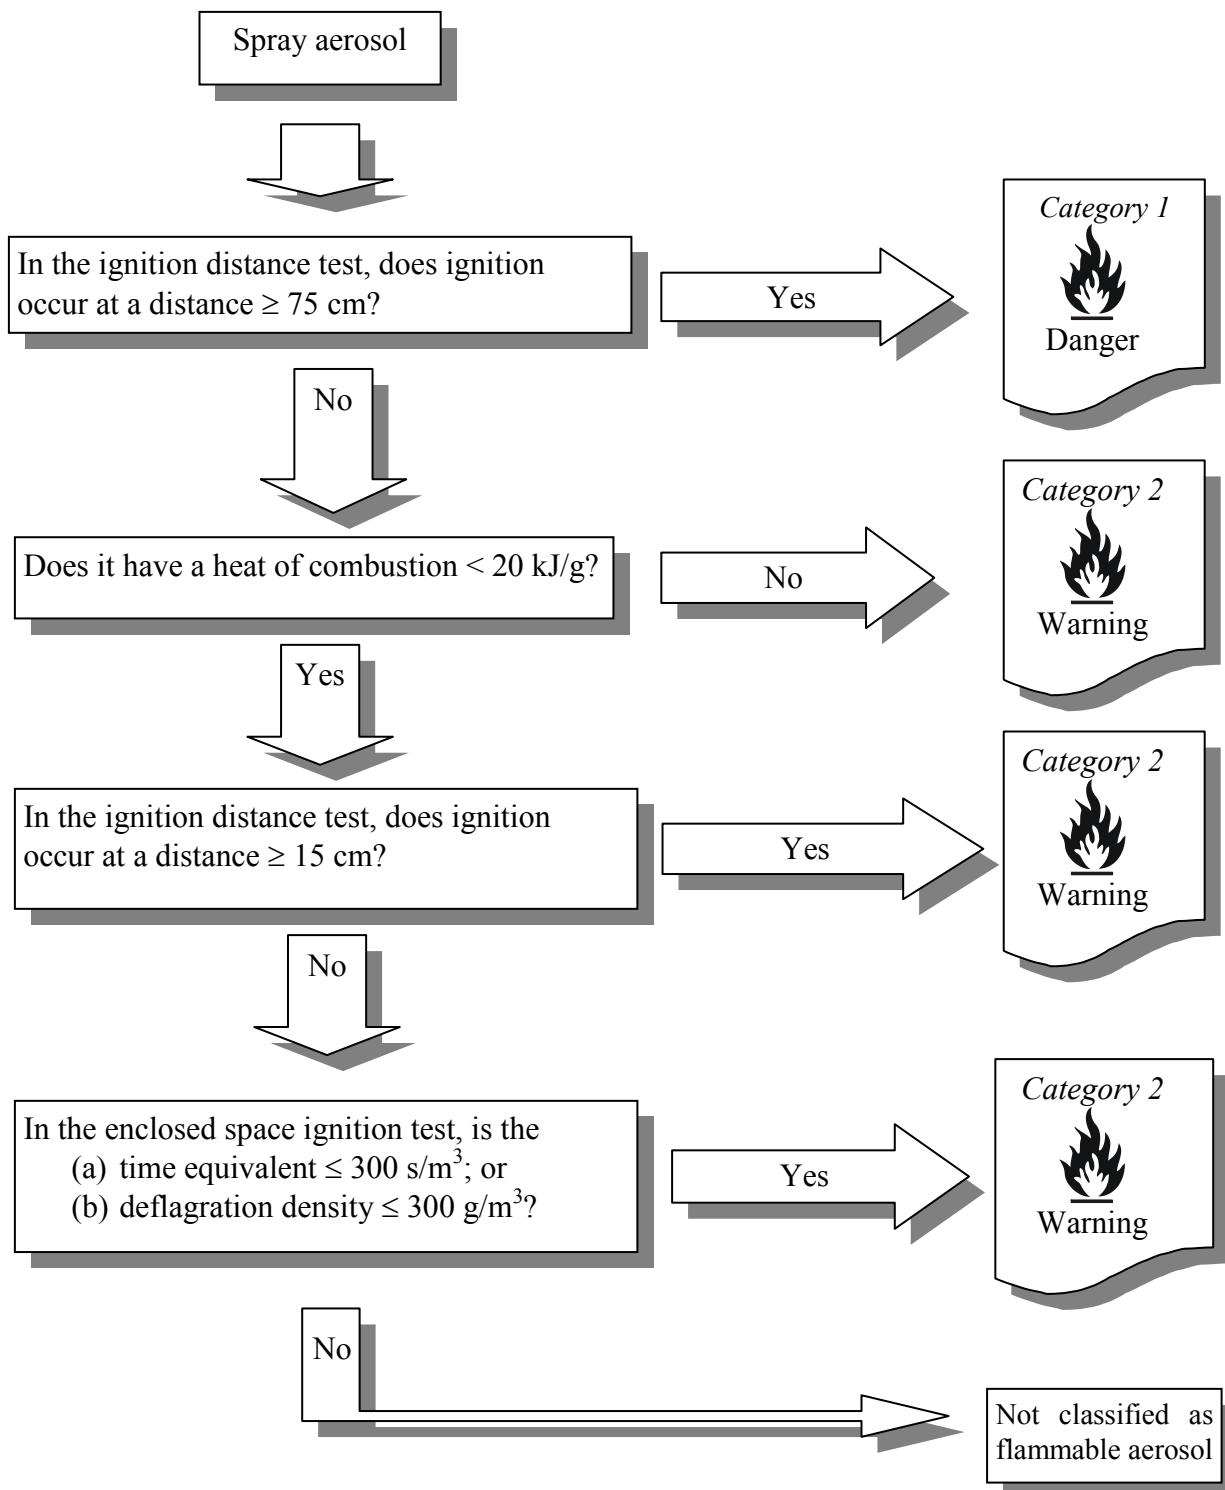 Spray aerosol
Category 1
In the ignition distance test, does ignition
occur at a distance ≥ 75 cm?
Yes
Danger
No
Category 2
Does it have a heat of combustion < 20 kJ/g?
No
Warning
Yes
Category 2
In the ignition distance test, does ignition
occur at a distance ≥ 15 cm?
Yes
Warning
No
Category 2
In the enclosed space ignition test, is the
(a) time equivalent ≤ 300 s/m³; or
(b) deflagration density ≤ 300 g/m³?
Yes
Warning
No
Not classified as
flammable aerosol